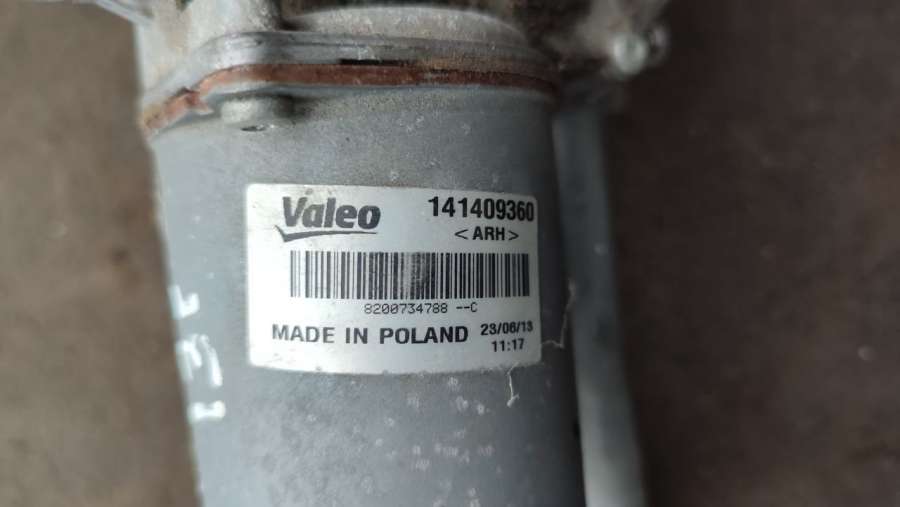 Valeo 141409360
<ARH>
8200734788 --C
MADE IN POLAND 23/06/13
11:17